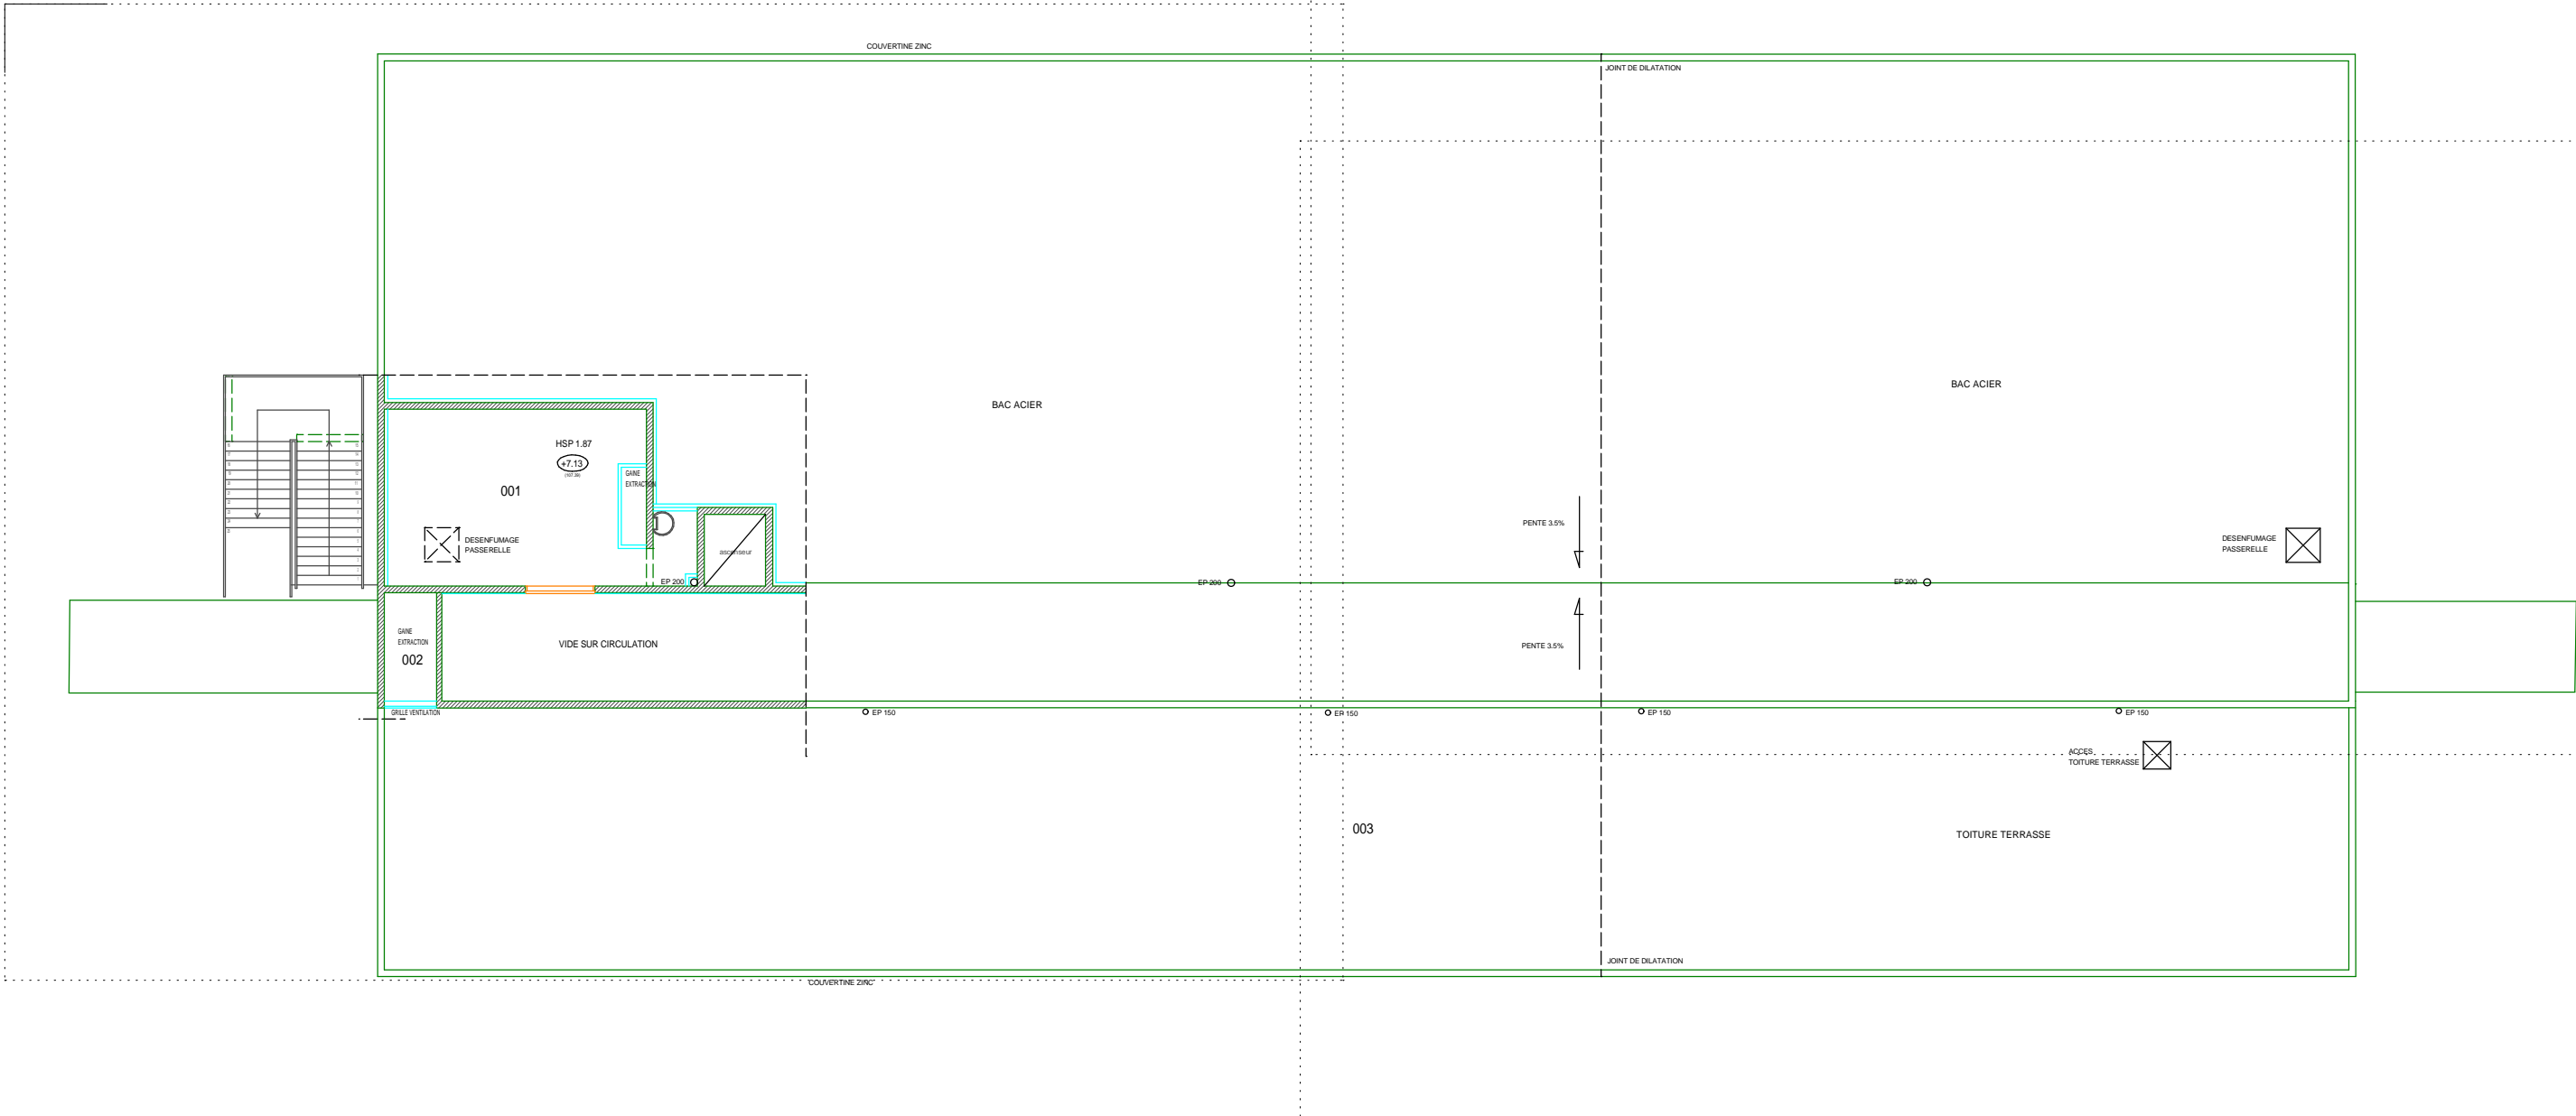 COUVERTINE ZINC
JOINT DE DILATATION
BAC ACIER
BAC ACIER
HSP 1.87
+7.13
GAINE
EXTRACTION
001
DESENFUMAGE
PASSERELLE
ascenseur
PENTE 3.5%
DESENFUMAGE
PASSERELLE
EP 200
EP 200
EP 200
GAINE
EXTRACTION
002
VIDE SUR CIRCULATION
PENTE 3.5%
GRILLE VENTILATION
EP 150
EP 150
EP 150
EP 150
ACCES
TOITURE TERRASSE
003
TOITURE TERRASSE
JOINT DE DILATATION
COUVERTINE ZINC